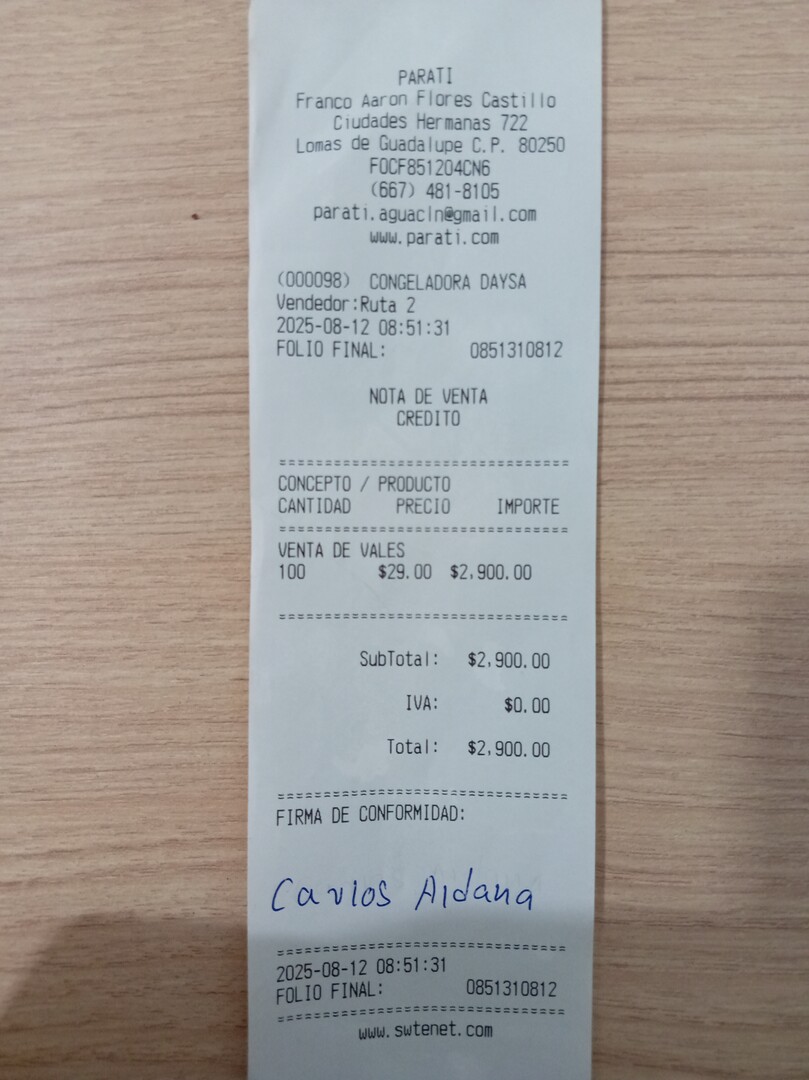 PARATI
Franco Aaron Flores Castillo
Ciudades Hermanas 722
Lomas de Guadalupe C.P. 80250
FOCF851204CN6
(667) 481-8105
parati.aguacln@gmail.com
www.parati.com
(000098) CONGELADORA DAYSA
Vendedor:Ruta 2
2025-08-12 08:51:31
FOLIO FINAL: 0851310812
NOTA DE VENTA
CREDITO
================================
CONCEPTO / PRODUCTO
CANTIDAD PRECIO IMPORTE
================================
VENTA DE VALES
100 $29.00 $2,900.00
================================
SubTotal: $2,900.00
IVA: $0.00
Total: $2,900.00
================================
FIRMA DE CONFORMIDAD:
Carlos Aldana
================================
2025-08-12 08:51:31
FOLIO FINAL: 0851310812
================================
www.swtenet.com